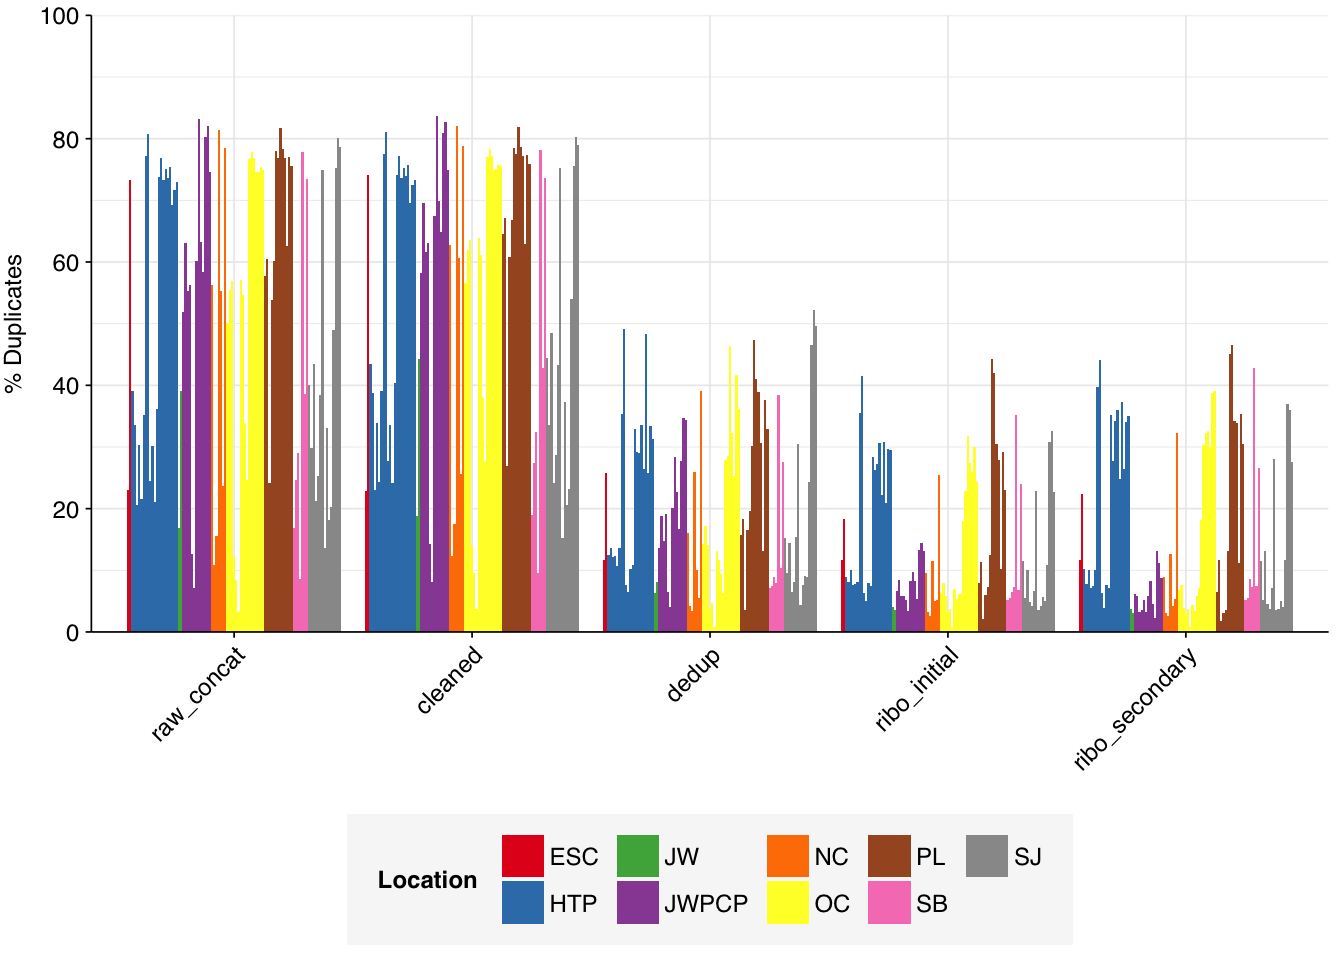 % Duplicates
100
80
60
40
20
0
raw_concat
cleaned
dedup
ribo_initial
ribo_secondary
Location
ESC JW NC PL SJ
HTP JWPCP OC SB